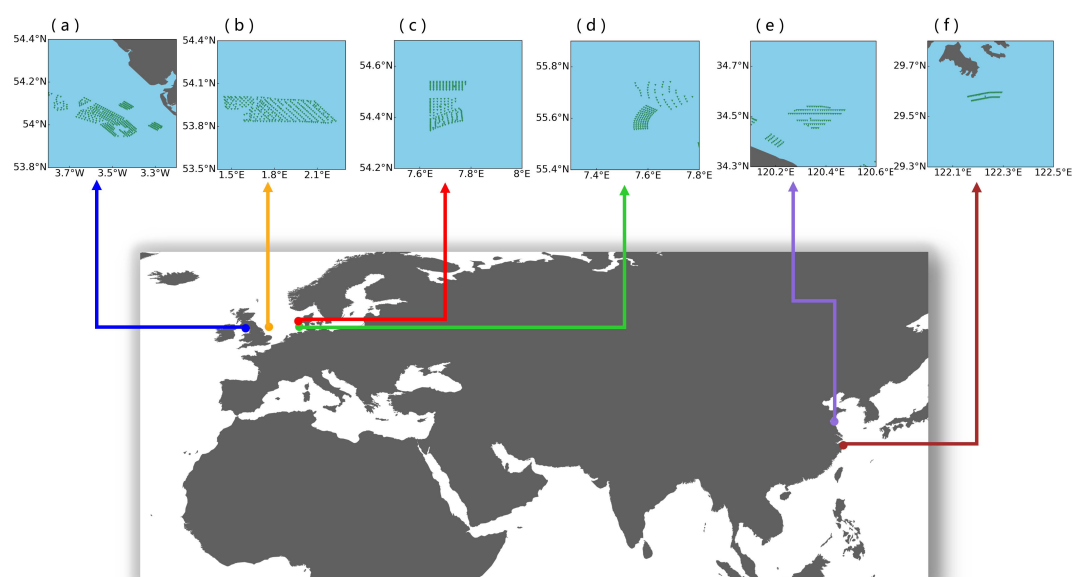 (a)
54.4°N
54.2°N
54°N
53.8°N
3.7°W 3.5°W 3.3°W
(b)
54.4°N
54.1°N
53.8°N
53.5°N
1.5°E 1.8°E 2.1°E
(c)
54.6°N
54.4°N
54.2°N
7.6°E 7.8°E 8°E
(d)
55.8°N
55.6°N
55.4°N
7.4°E 7.6°E 7.8°E
(e)
34.7°N
34.5°N
34.3°N
120.2°E 120.4°E 120.6°E
(f)
29.7°N
29.5°N
29.3°N
122.1°E 122.3°E 122.5°E